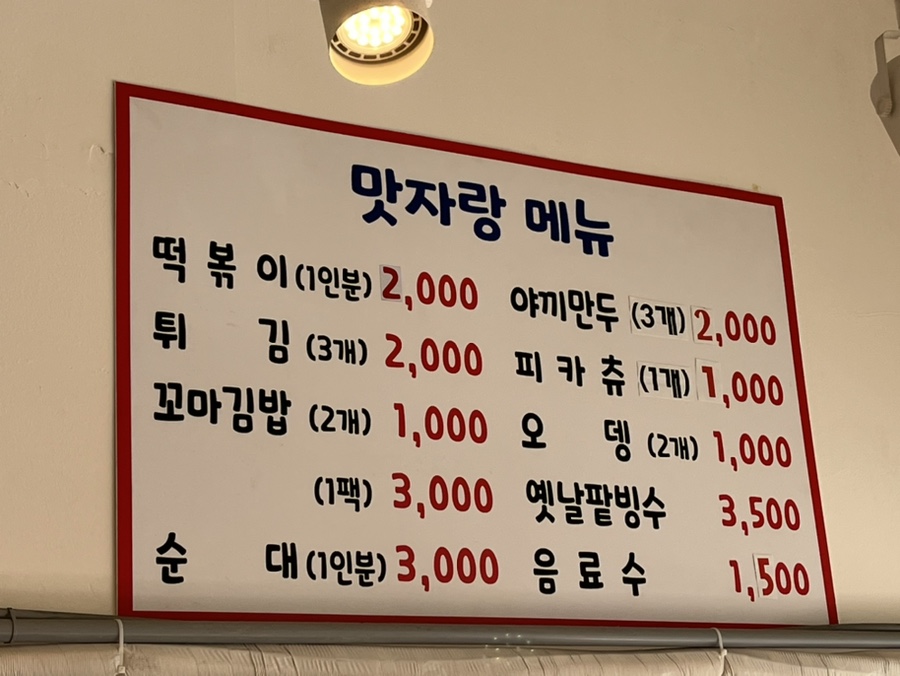 맛자랑 메뉴
떡볶이 (1인분) 2,000
튀김 (3개) 2,000
꼬마김밥 (2개) 1,000
(1팩) 3,000
순대 (1인분) 3,000
야끼만두 (3개) 2,000
피카츄 (1개) 1,000
오뎅 (2개) 1,000
옛날팥빙수 3,500
음료수 1,500